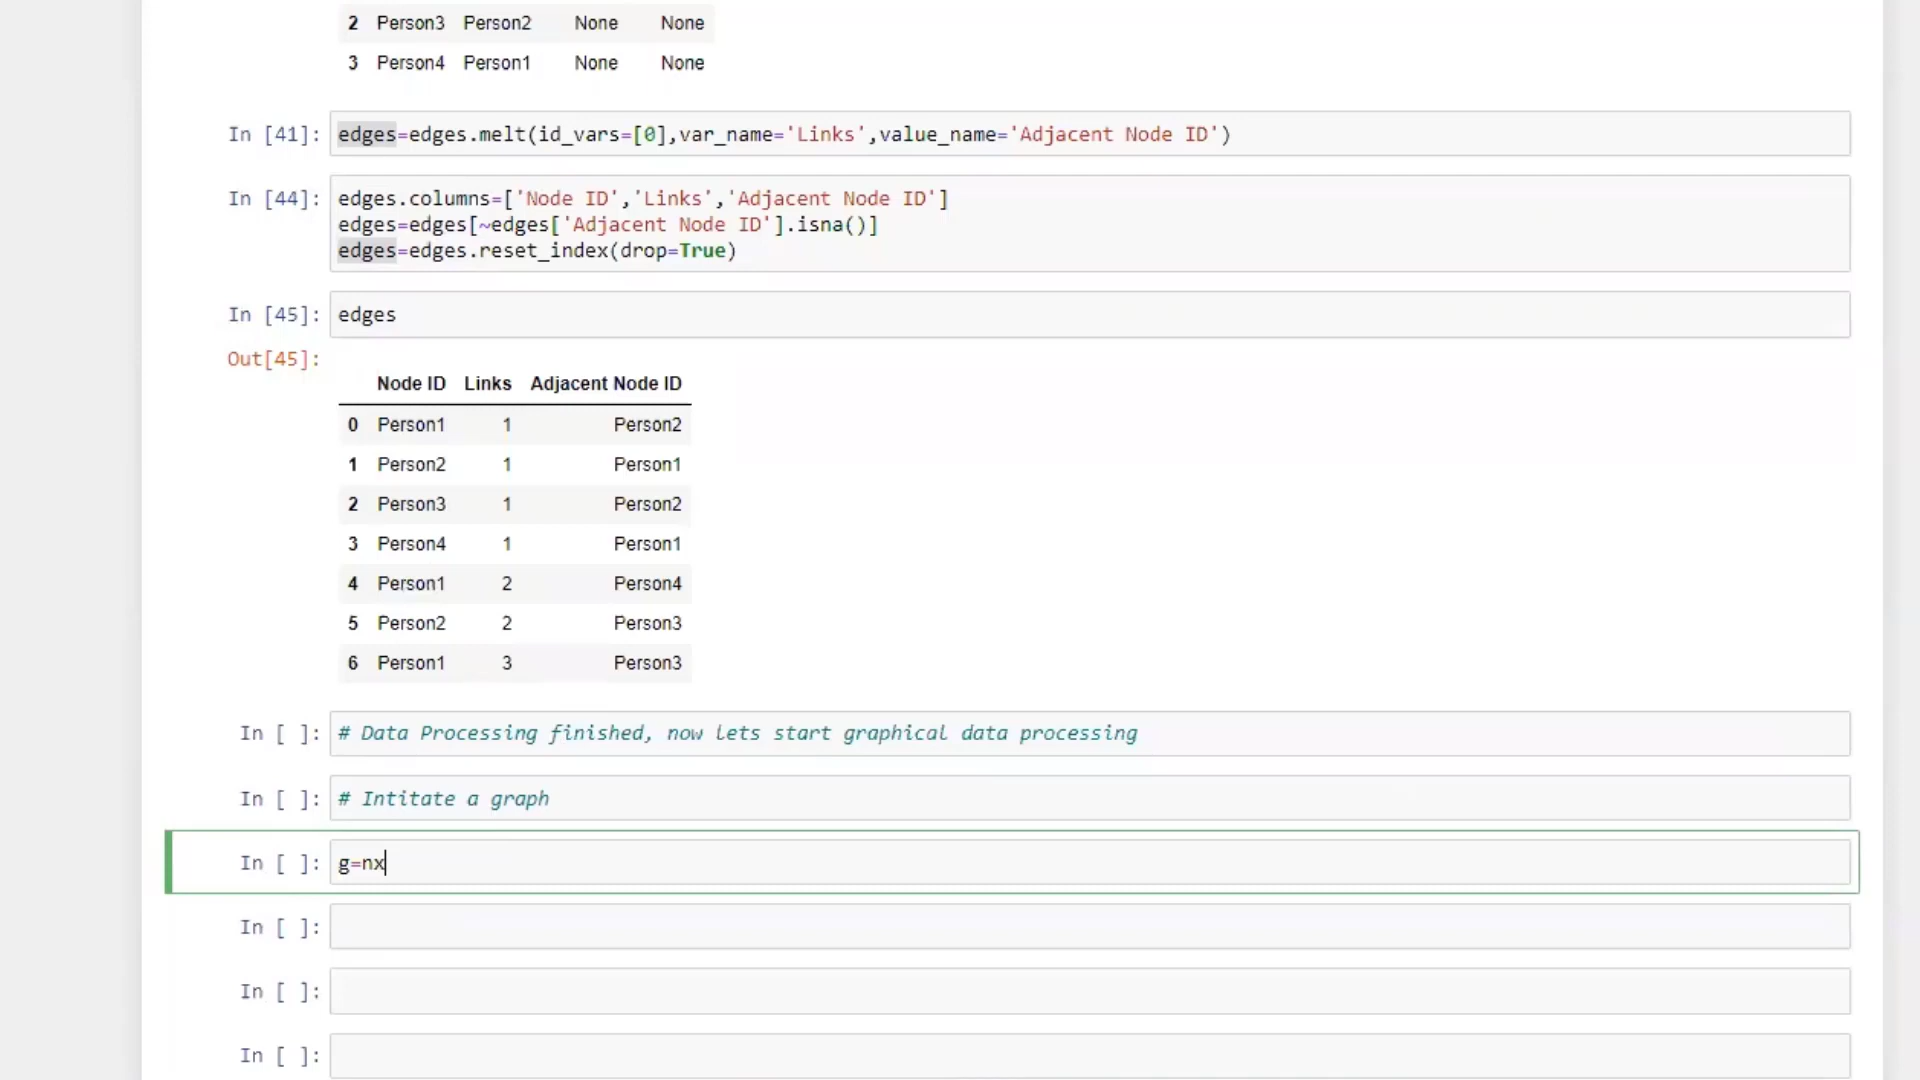 2 Person3 Person2 None None
3 Person4 Person1 None None
In [41]: edges=edges.melt(id_vars=[0],var_name='Links',value_name='Adjacent Node ID')
In [44]: edges.columns=['Node ID','Links','Adjacent Node ID']
edges=edges[~edges['Adjacent Node ID'].isna()]
edges=edges.reset_index(drop=True)
In [45]: edges
Out[45]:
Node ID Links Adjacent Node ID
0 Person1 1 Person2
1 Person2 1 Person1
2 Person3 1 Person2
3 Person4 1 Person1
4 Person1 2 Person4
5 Person2 2 Person3
6 Person1 3 Person3
In [ ]: # Data Processing finished, now Lets start graphical data processing
In [ ]: # Intitate a graph
In [ ]: g=nx
In [ ]:
In [ ]:
In [ ]: